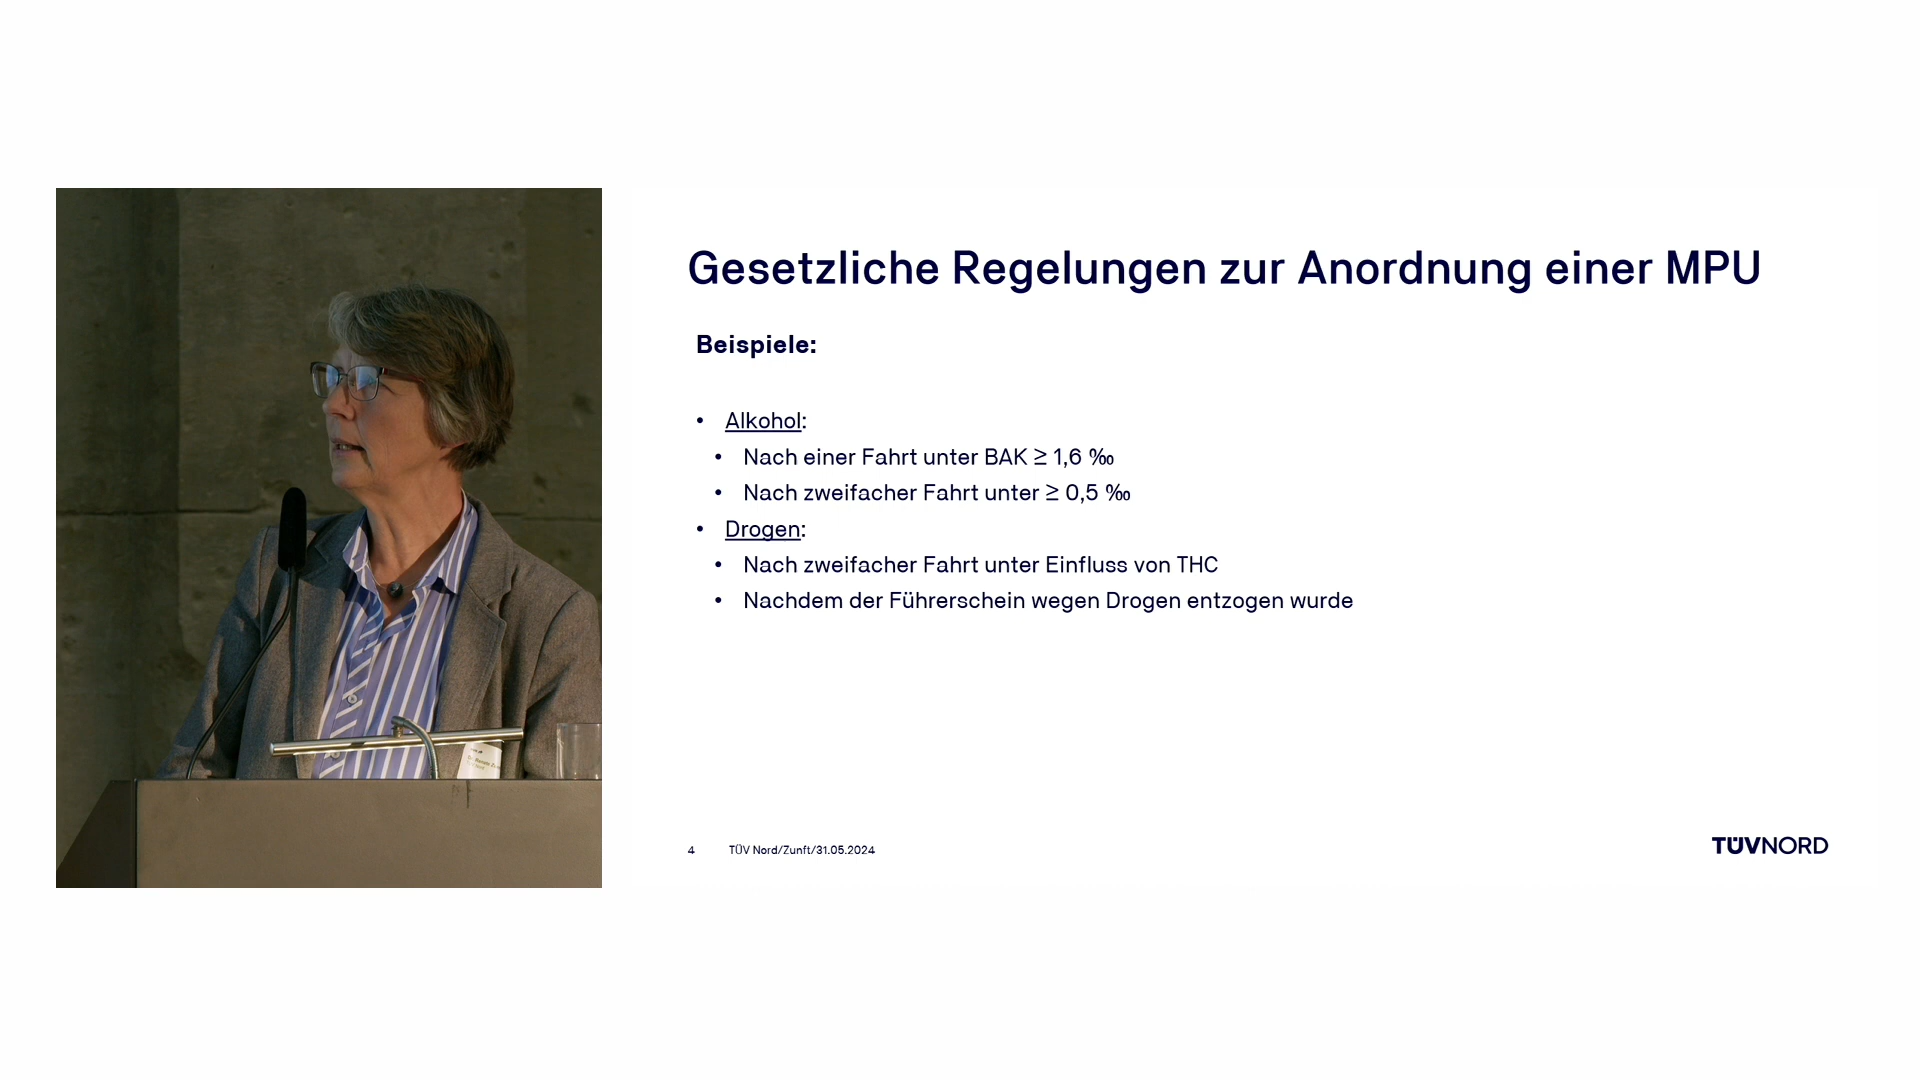 Gesetzliche Regelungen zur Anordnung einer MPU
Beispiele:
• Alkohol:
• Nach einer Fahrt unter BAK ≥ 1,6 ‰
• Nach zweifacher Fahrt unter ≥ 0,5 ‰
• Drogen:
• Nach zweifacher Fahrt unter Einfluss von THC
• Nachdem der Führerschein wegen Drogen entzogen wurde
4 TÜV Nord/Zunft/31.05.2024
TÜVNORD